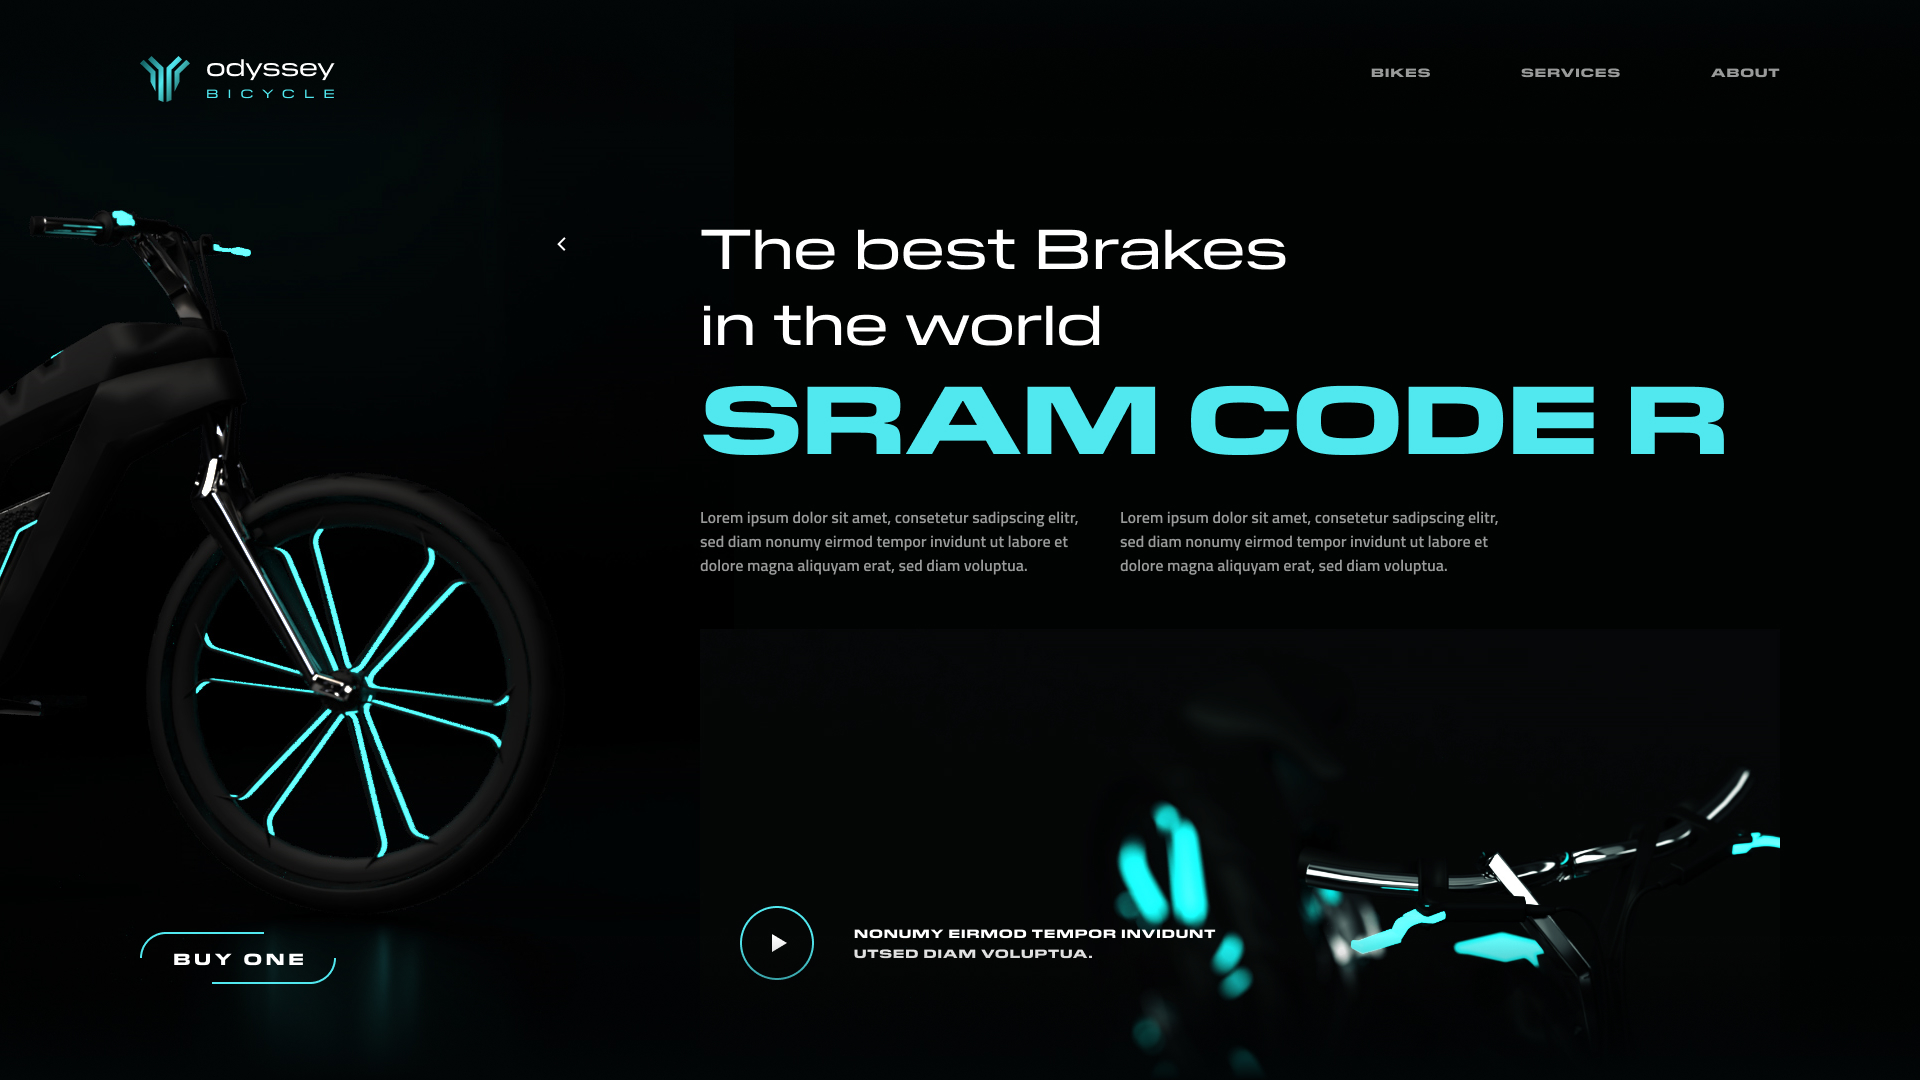 odyssey
BICYCLE
BIKES
SERVICES
ABOUT
The best Brakes
in the world
SRAM CODE R
Lorem ipsum dolor sit amet, consetetur sadipscing elitr,
sed diam nonumy eirmod tempor invidunt ut labore et
dolore magna aliquyam erat, sed diam voluptua.
Lorem ipsum dolor sit amet, consetetur sadipscing elitr,
sed diam nonumy eirmod tempor invidunt ut labore et
dolore magna aliquyam erat, sed diam voluptua.
NONUMY EIRMOD TEMPOR INVIDUNT
UTSED DIAM VOLUPTUA.
BUY ONE